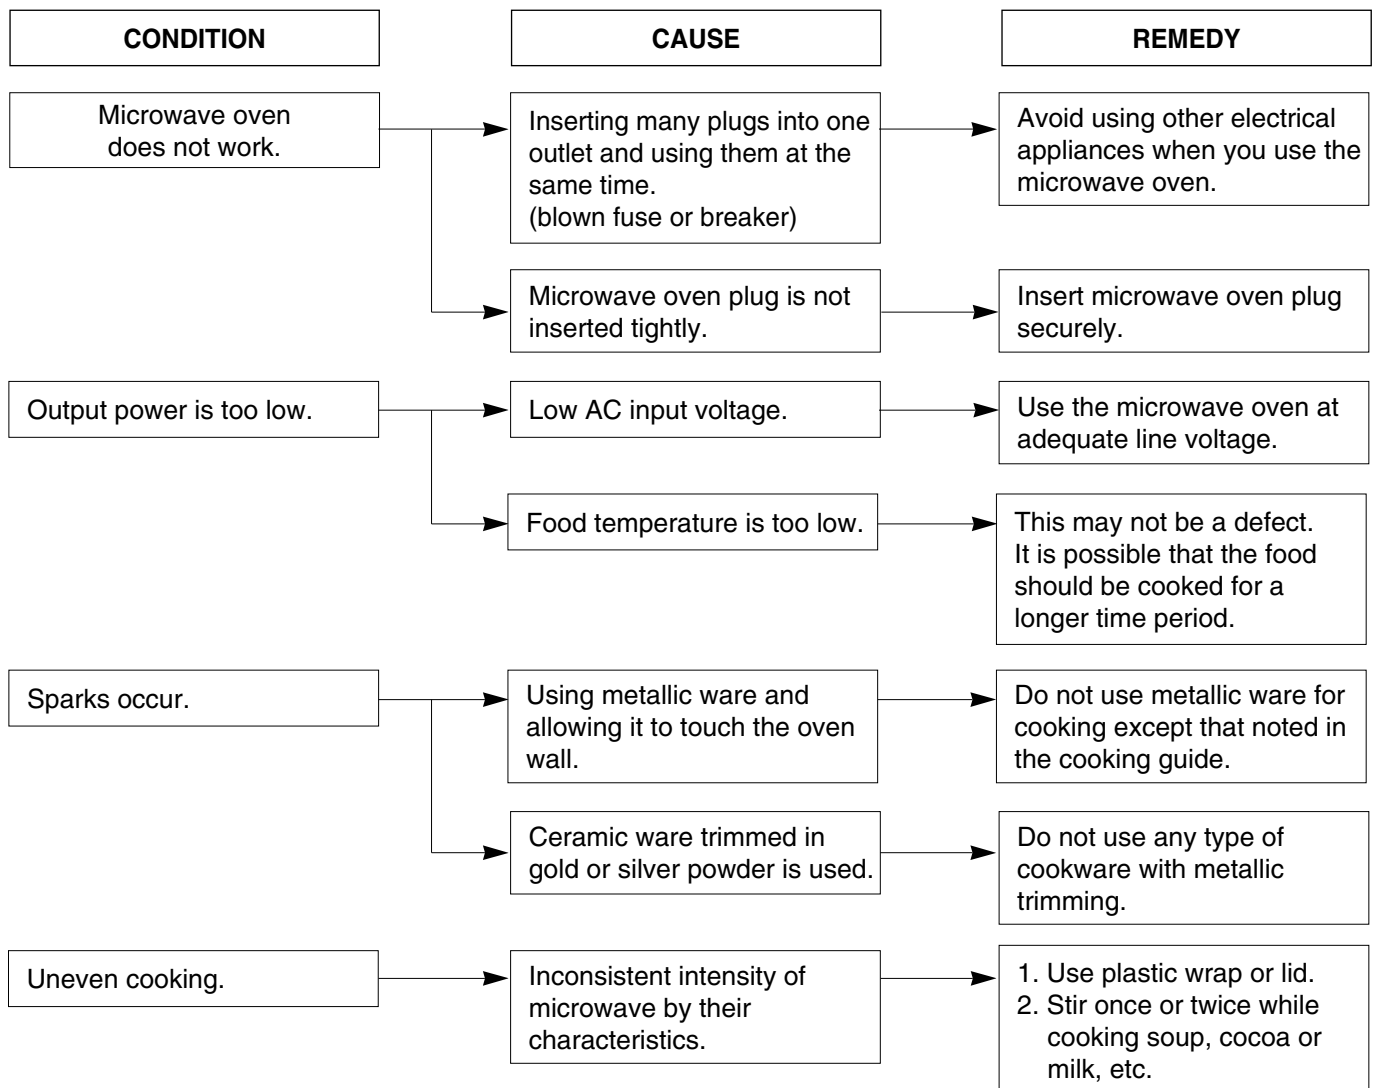 CONDITION
CAUSE
REMEDY
Microwave oven
does not work.
Inserting many plugs into one
outlet and using them at the
same time.
(blown fuse or breaker)
Avoid using other electrical
appliances when you use the
microwave oven.
Microwave oven plug is not
inserted tightly.
Insert microwave oven plug
securely.
Output power is too low.
Low AC input voltage.
Use the microwave oven at
adequate line voltage.
Food temperature is too low.
This may not be a defect.
It is possible that the food
should be cooked for a
longer time period.
Sparks occur.
Using metallic ware and
allowing it to touch the oven
wall.
Do not use metallic ware for
cooking except that noted in
the cooking guide.
Ceramic ware trimmed in
gold or silver powder is used.
Do not use any type of
cookware with metallic
trimming.
Uneven cooking.
Inconsistent intensity of
microwave by their
characteristics.
1. Use plastic wrap or lid.
2. Stir once or twice while
cooking soup, cocoa or
milk, etc.